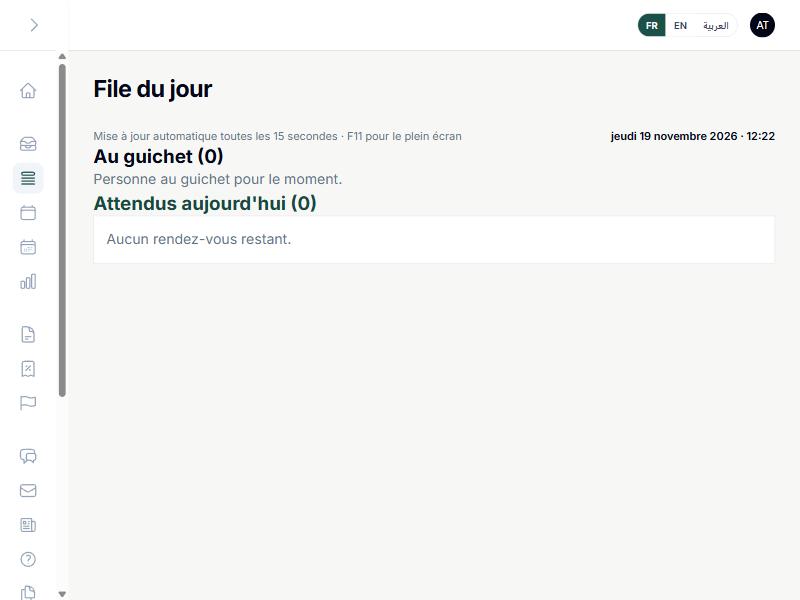 FR EN العربية AT
File du jour
Mise à jour automatique toutes les 15 secondes · F11 pour le plein écran
jeudi 19 novembre 2026 · 12:22
Au guichet (0)
Personne au guichet pour le moment.
Attendus aujourd'hui (0)
Aucun rendez-vous restant.